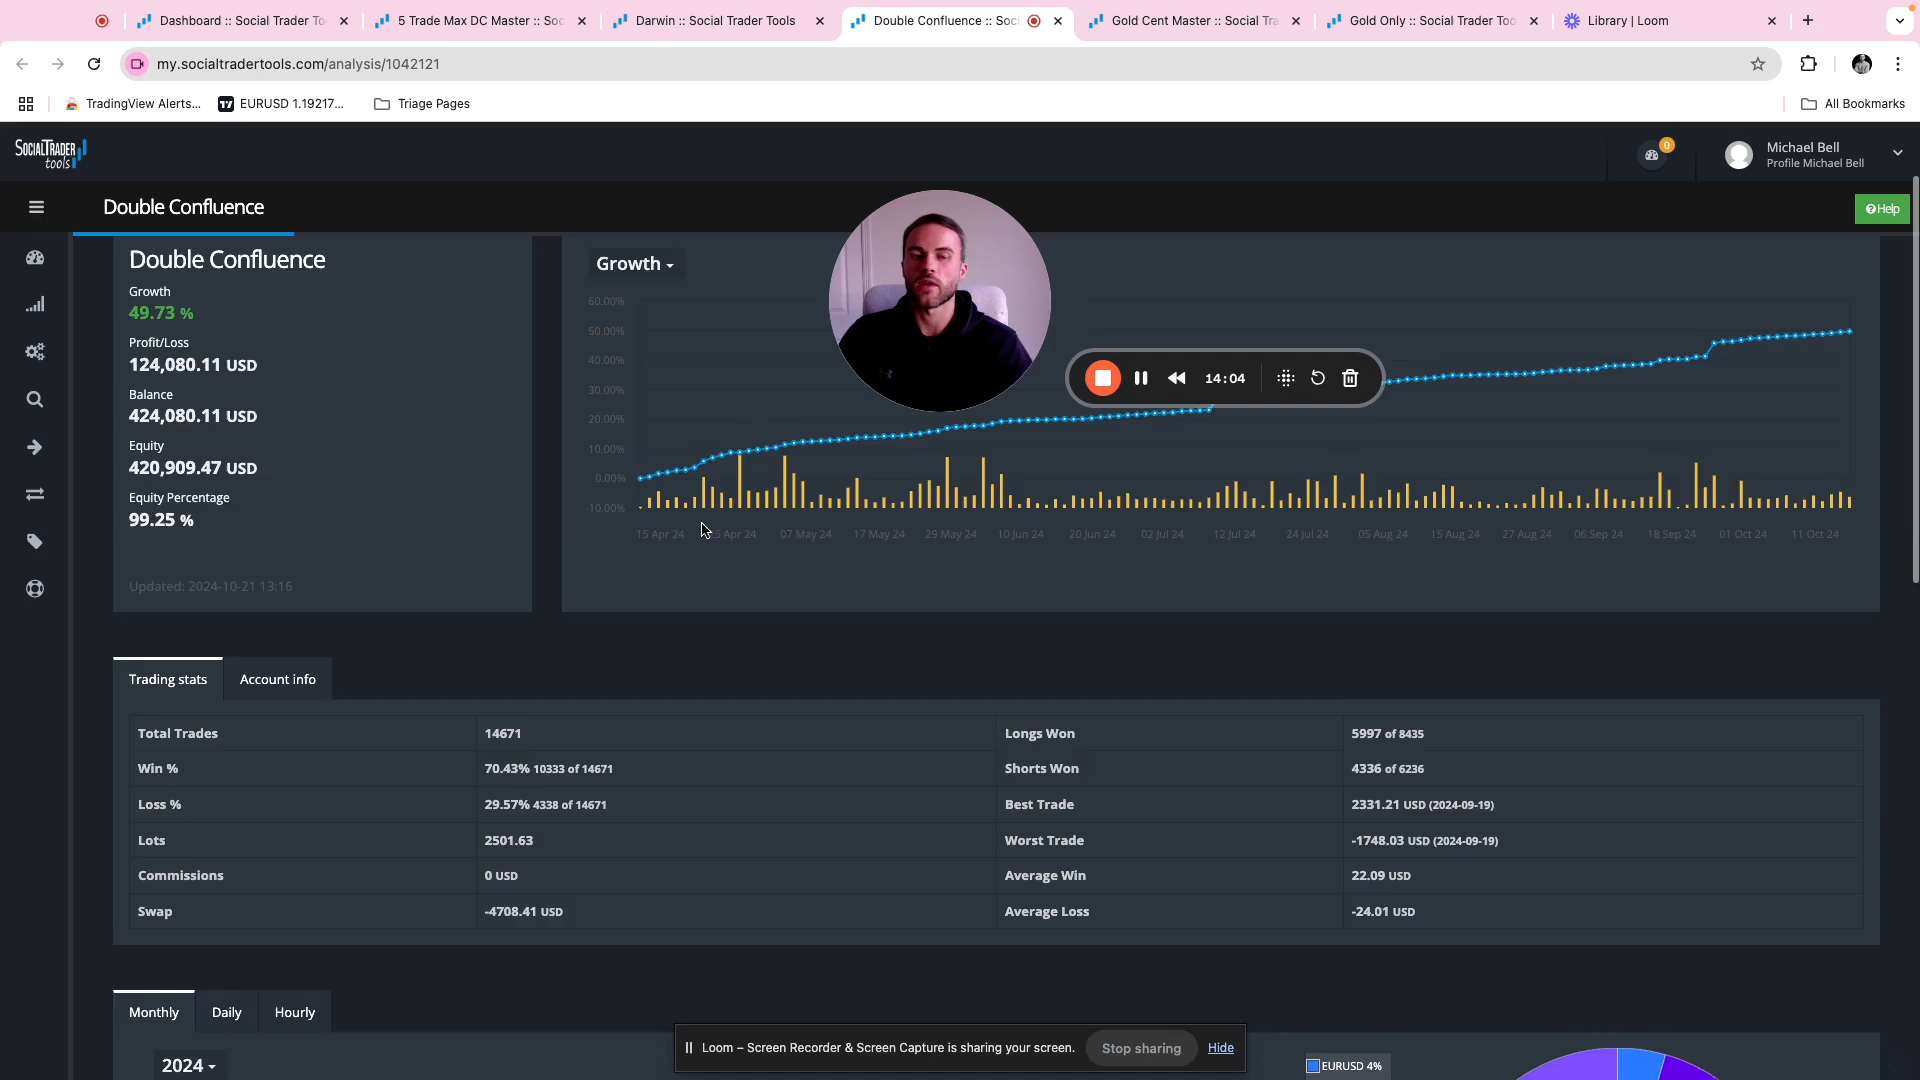 Dashboard :: Social Trader To
5 Trade Max DC Master :: Soc
Darwin :: Social Trader Tools
Double Confluence :: Soci
Gold Cent Master :: Social Tra
Gold Only :: Social Trader Too
Library | Loom
my.socialtradertools.com/analysis/1042121
TradingView Alerts...
EURUSD 1.19217...
Triage Pages
All Bookmarks
SOCIALTRADER
tools
0
Michael Bell
Profile Michael Bell
Double Confluence
Help
Double Confluence
Growth
49.73 %
Profit/Loss
124,080.11 USD
Balance
424,080.11 USD
Equity
420,909.47 USD
Equity Percentage
99.25 %
Updated: 2024-10-21 13:16
Growth
60.00%
50.00%
40.00%
30.00%
20.00%
10.00%
0.00%
-10.00%
15 Apr 24
5 Apr 24
07 May 24
17 May 24
29 May 24
10 Jun 24
20 Jun 24
02 Jul 24
12 Jul 24
24 Jul 24
05 Aug 24
15 Aug 24
27 Aug 24
06 Sep 24
18 Sep 24
01 Oct 24
11 Oct 24
14:04
Trading stats
Account info
Total Trades 14671 Longs Won 5997 of 8435
Win % 70.43% 10333 of 14671 Shorts Won 4336 of 6236
Loss % 29.57% 4338 of 14671 Best Trade 2331.21 USD (2024-09-19)
Lots 2501.63 Worst Trade -1748.03 USD (2024-09-19)
Commissions 0 USD Average Win 22.09 USD
Swap -4708.41 USD Average Loss -24.01 USD
Monthly
Daily
Hourly
2024
Loom – Screen Recorder & Screen Capture is sharing your screen.
Stop sharing
Hide
EURUSD 4%